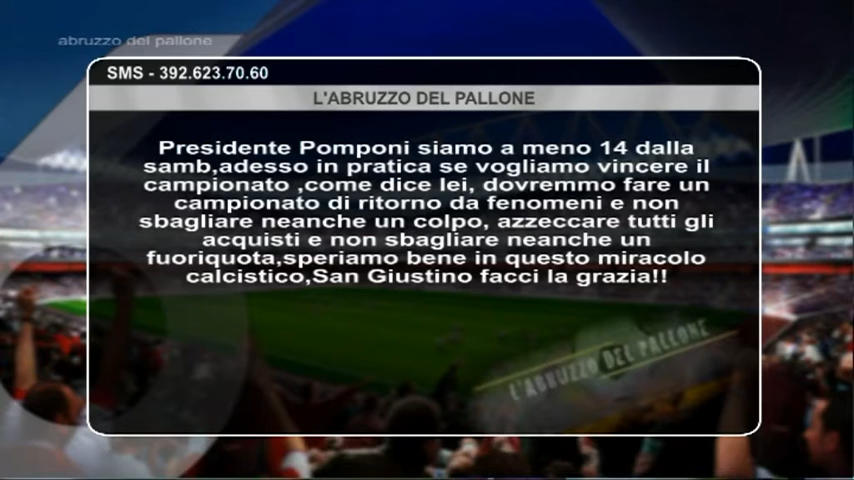 abruzzo del pallone
SMS - 392.623.70.60
L'ABRUZZO DEL PALLONE
Presidente Pomponi siamo a meno 14 dalla
samb,adesso in pratica se vogliamo vincere il
campionato ,come dice lei, dovremmo fare un
campionato di ritorno da fenomeni e non
sbagliare neanche un colpo, azzeccare tutti gli
acquisti e non sbagliare neanche un
fuoriquota,speriamo bene in questo miracolo
calcistico,San Giustino facci la grazia!!
L'ABRUZZO DEL PALLONE